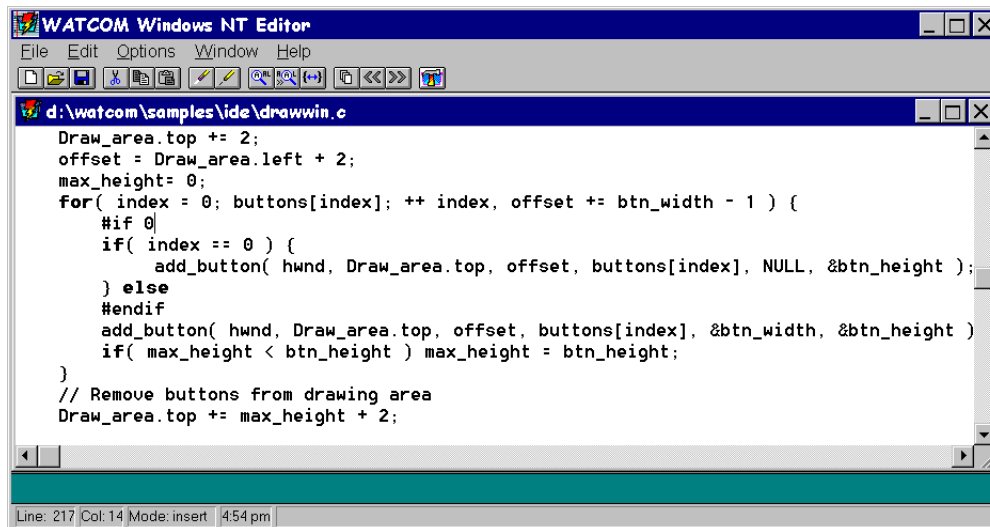 WATCOM Windows NT Editor
File Edit Options Window Help
d:\watcom\samples\ide\drawwin.c
Draw_area.top += 2;
offset = Draw_area.left + 2;
max_height= 0;
for( index = 0; buttons[index]; ++ index, offset += btn_width - 1 ) {
#if 0
if( index == 0 ) {
add_button( hwnd, Draw_area.top, offset, buttons[index], NULL, &btn_height );
} else
#endif
add_button( hwnd, Draw_area.top, offset, buttons[index], &btn_width, &btn_height )
if( max_height < btn_height ) max_height = btn_height;
}
// Remove buttons from drawing area
Draw_area.top += max_height + 2;
Line: 217 Col: 14 Mode: insert 4:54 pm